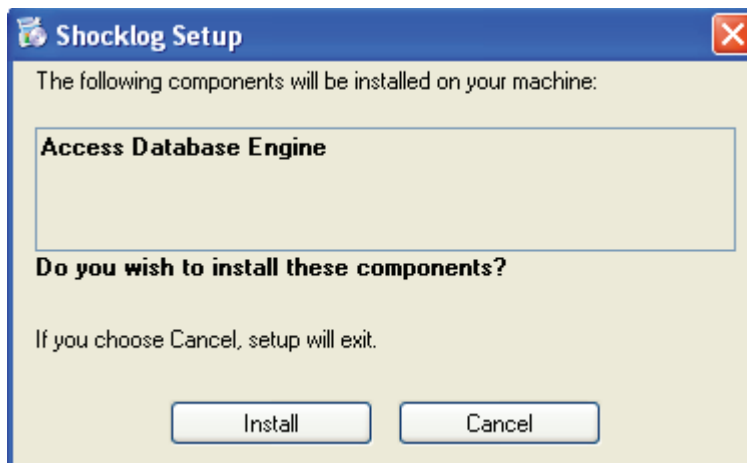 Shocklog Setup
The following components will be installed on your machine:
Access Database Engine
Do you wish to install these components?
If you choose Cancel, setup will exit.
Install
Cancel